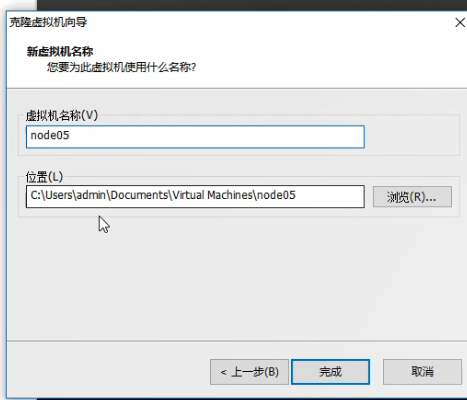 克隆虚拟机向导
新虚拟机名称
您要为此虚拟机使用什么名称?
虚拟机名称(V)
node05
位置(L)
C:\Users\admin\Documents\Virtual Machines\node05
浏览(R)...
< 上一步(B)
完成
取消